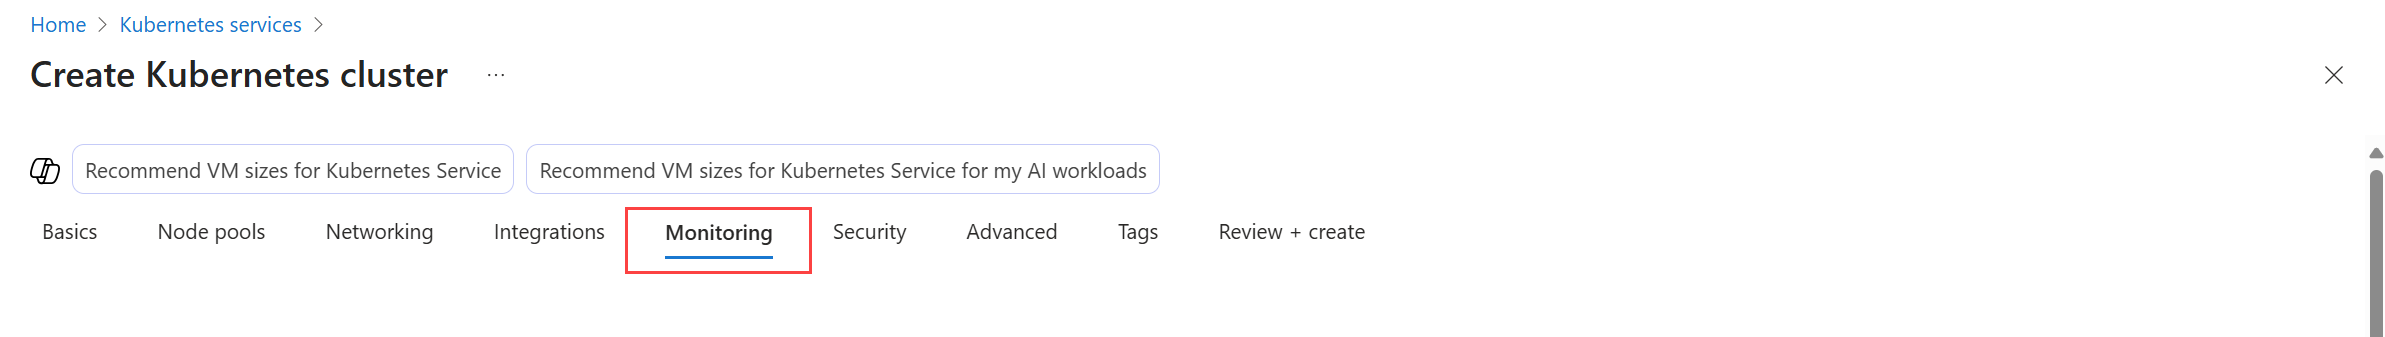 Home > Kubernetes services >
Create Kubernetes cluster ...
Recommend VM sizes for Kubernetes Service Recommend VM sizes for Kubernetes Service for my AI workloads
Basics Node pools Networking Integrations Monitoring Security Advanced Tags Review + create